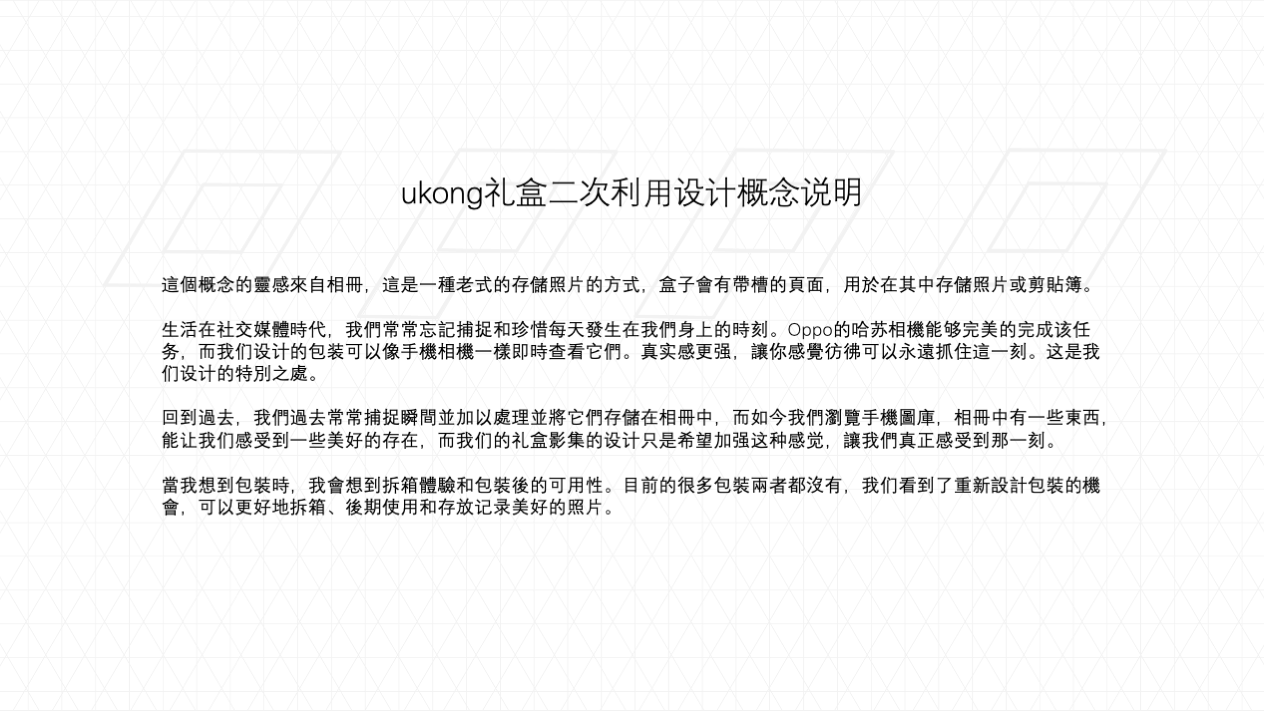 ukong礼盒二次利用设计概念说明
這個概念的靈感來自相冊，這是一種老式的存儲照片的方式，盒子會有帶槽的頁面，用於在其中存儲照片或剪貼簿。
生活在社交媒體時代，我們常常忘記捕捉和珍惜每天發生在我們身上的時刻。Oppo的哈苏相機能够完美的完成该任
务，而我们设计的包装可以像手機相機一樣即時查看它們。真实感更强，讓你感覺彷彿可以永遠抓住這一刻。这是我
们设计的特別之處。
回到過去，我們過去常常捕捉瞬間並加以處理並將它們存儲在相冊中，而如今我們瀏覽手機圖庫，相冊中有一些東西，
能让我们感受到一些美好的存在，而我们的礼盒影集的设计只是希望加强这种感觉，讓我們真正感受到那一刻。
當我想到包裝時，我會想到拆箱體驗和包裝後的可用性。目前的很多包裝兩者都沒有，我们看到了重新設計包裝的機
會，可以更好地拆箱、後期使用和存放记录美好的照片。